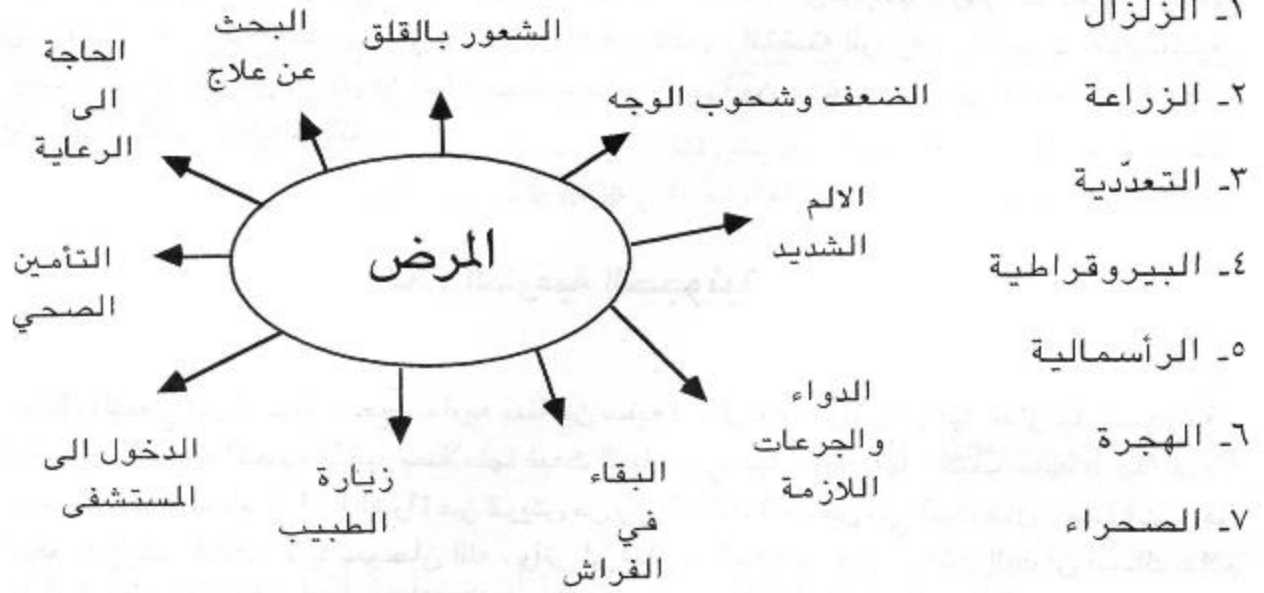 ١ـ الزلزال
٢ـ الزراعة
٣ـ التعدّدية
٤ـ البيروقراطية
٥ـ الرأسمالية
٦ـ الهجرة
٧ـ الصحراء
المرض
الشعور بالقلق
الضعف وشحوب الوجه
الالم
الشديد
الدواء
والجرعات
اللازمة
البقاء
في
الفراش
زيارة
الطبيب
الدخول الى
المستشفى
التأمين
الصحي
الحاجة
الى
الرعاية
البحث
عن علاج